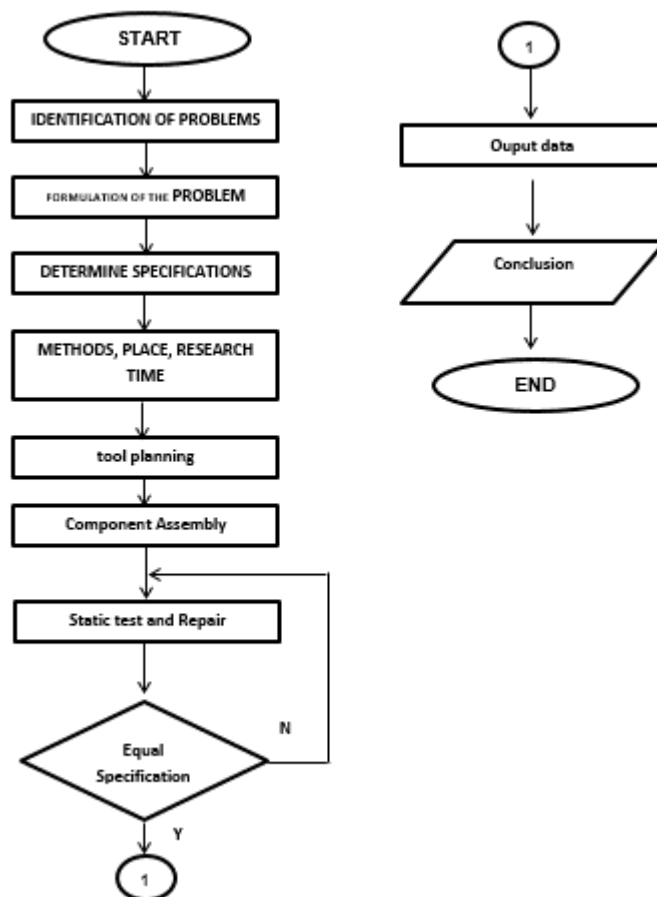 START
IDENTIFICATION OF PROBLEMS
FORMULATION OF THE PROBLEM
DETERMINE SPECIFICATIONS
METHODS, PLACE, RESEARCH
TIME
tool planning
Component Assembly
Static test and Repair
N
Equal
Specification
Y
1
1
Ouput data
Conclusion
END